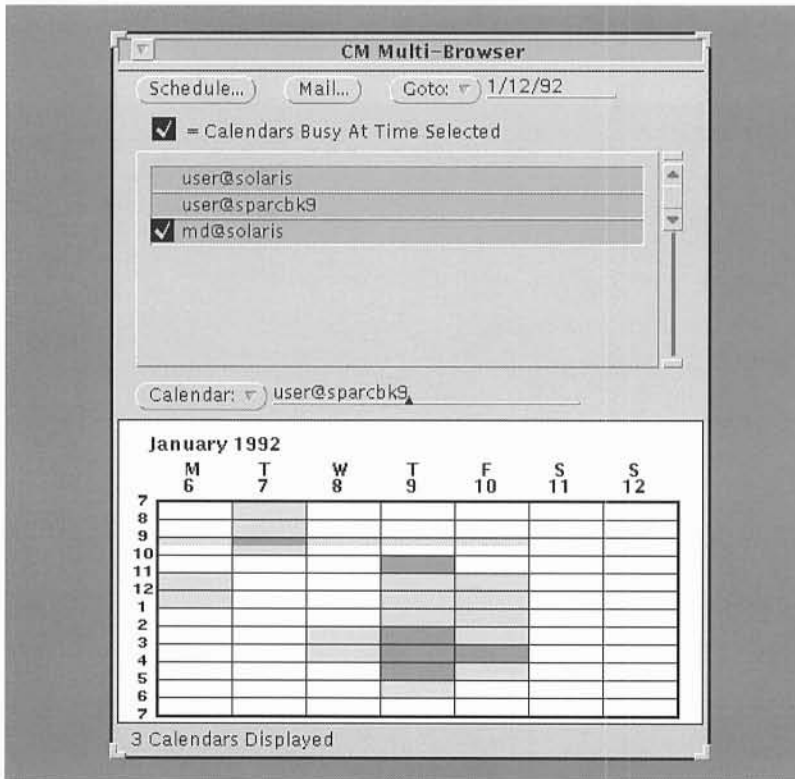 CM Multi-Browser
Schedule... Mail... Goto: 1/12/92
= Calendars Busy At Time Selected
user@solaris
user@sparcbk9
md@solaris
Calendar: user@sparcbk9
January 1992
M T W T F S S
6 7 8 9 10 11 12
7
8
9
10
11
12
1
2
3
4
5
6
7
3 Calendars Displayed